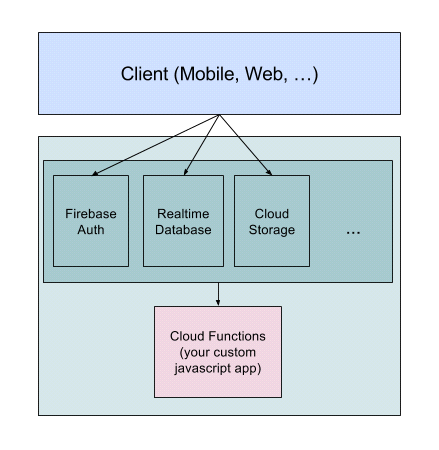 Client (Mobile, Web, …)
Firebase
Auth
Realtime
Database
Cloud
Storage
...
Cloud Functions
(your custom
javascript app)